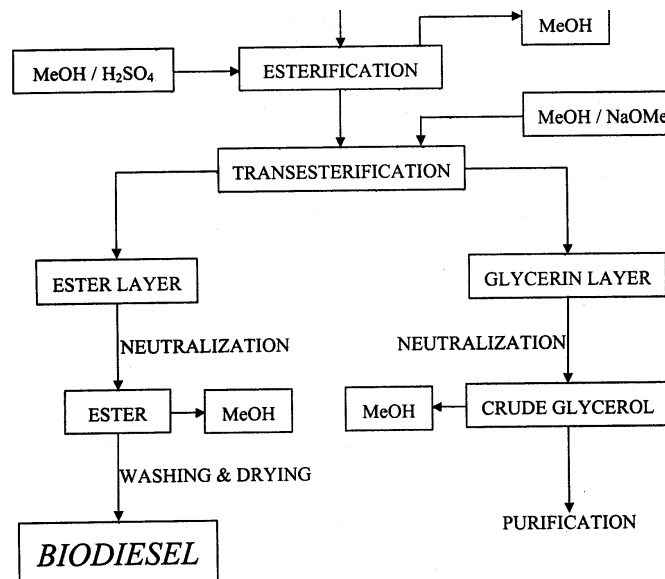 MeOH
MeOH / H₂SO₄
ESTERIFICATION
MeOH / NaOMe
TRANSESTERIFICATION
ESTER LAYER
GLYCERIN LAYER
NEUTRALIZATION
NEUTRALIZATION
ESTER
MeOH
MeOH
CRUDE GLYCEROL
WASHING & DRYING
PURIFICATION
BIODIESEL